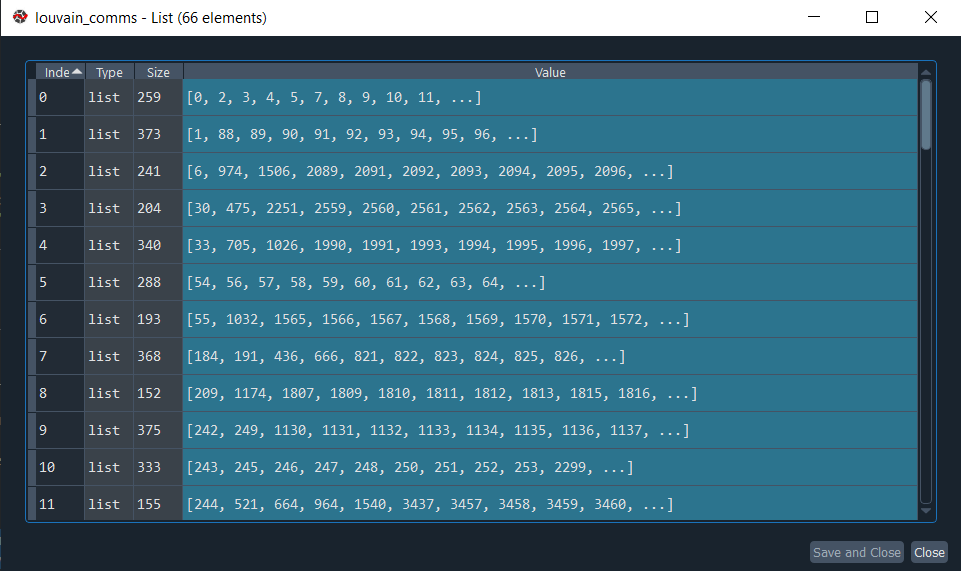 louvain_comms - List (66 elements)
Inde Type Size Value
0 list 259 [0, 2, 3, 4, 5, 7, 8, 9, 10, 11, ...]
1 list 373 [1, 88, 89, 90, 91, 92, 93, 94, 95, 96, ...]
2 list 241 [6, 974, 1506, 2089, 2091, 2092, 2093, 2094, 2095, 2096, ...]
3 list 204 [30, 475, 2251, 2559, 2560, 2561, 2562, 2563, 2564, 2565, ...]
4 list 340 [33, 705, 1026, 1990, 1991, 1993, 1994, 1995, 1996, 1997, ...]
5 list 288 [54, 56, 57, 58, 59, 60, 61, 62, 63, 64, ...]
6 list 193 [55, 1032, 1565, 1566, 1567, 1568, 1569, 1570, 1571, 1572, ...]
7 list 368 [184, 191, 436, 666, 821, 822, 823, 824, 825, 826, ...]
8 list 152 [209, 1174, 1807, 1809, 1810, 1811, 1812, 1813, 1815, 1816, ...]
9 list 375 [242, 249, 1130, 1131, 1132, 1133, 1134, 1135, 1136, 1137, ...]
10 list 333 [243, 245, 246, 247, 248, 250, 251, 252, 253, 2299, ...]
11 list 155 [244, 521, 664, 964, 1540, 3437, 3457, 3458, 3459, 3460, ...]
Save and Close Close